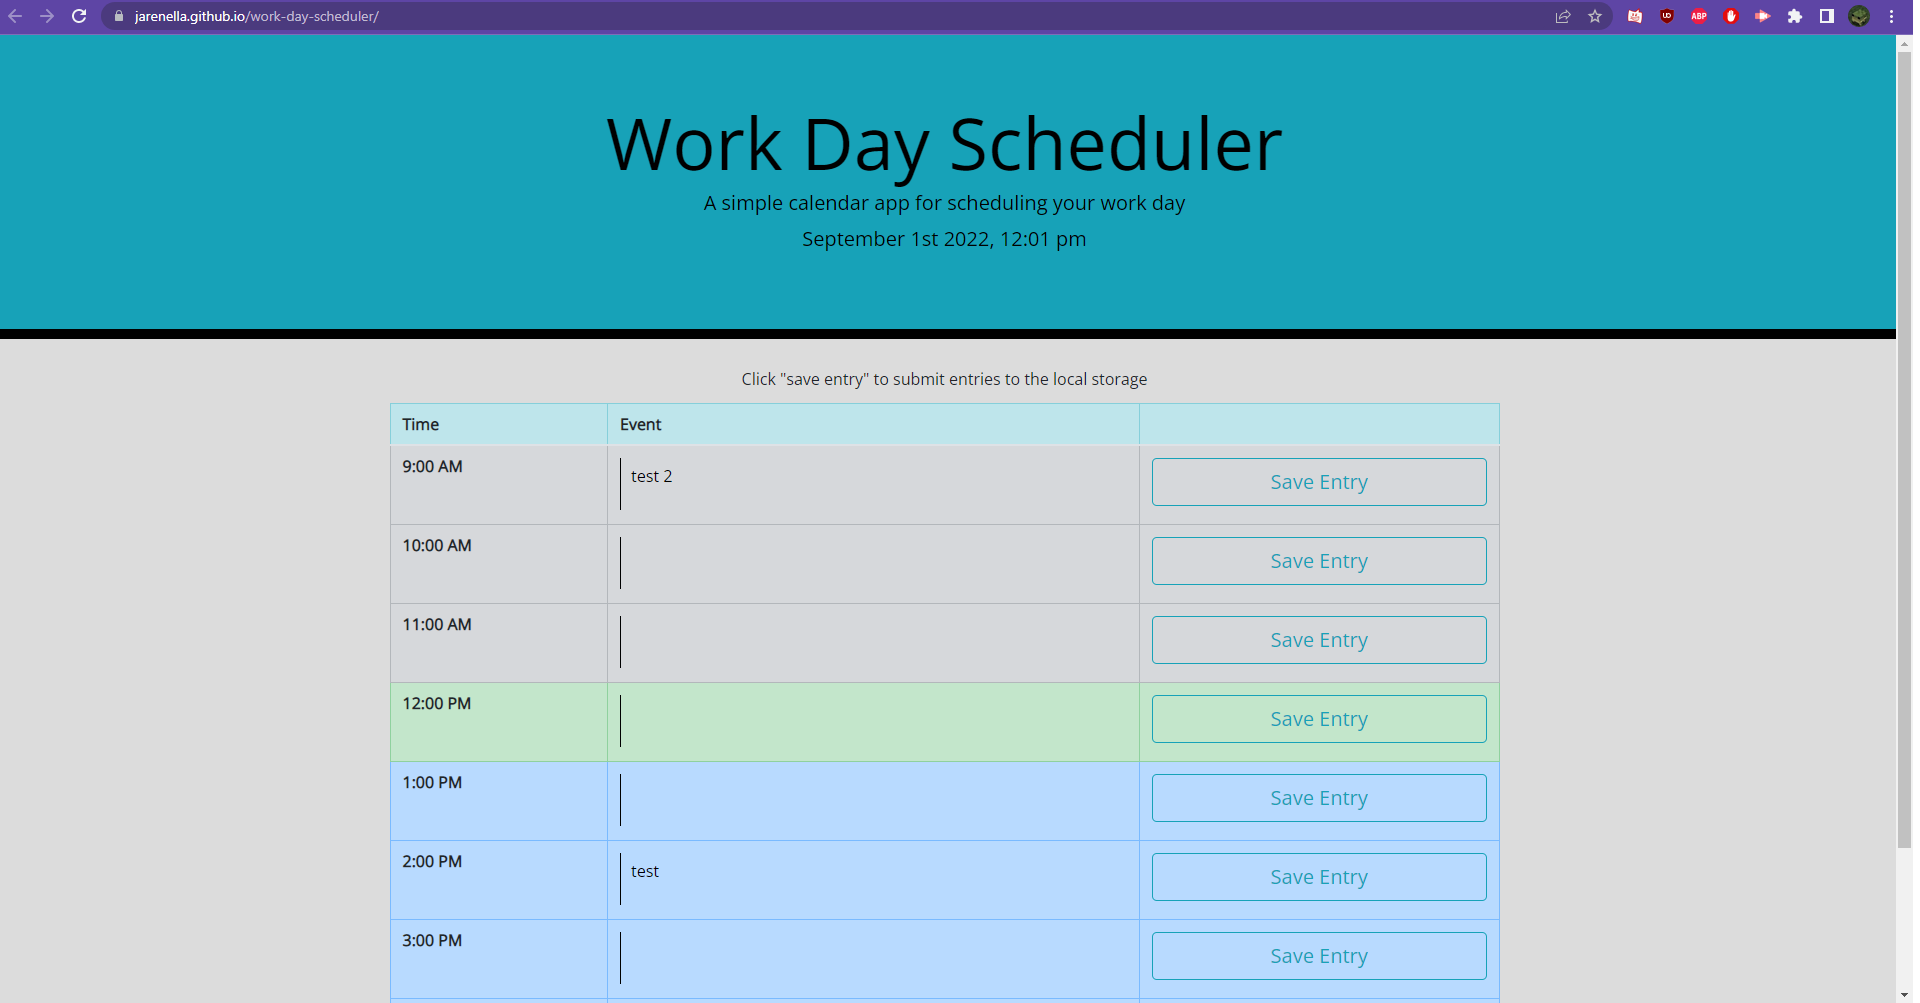 jarenella.github.io/work-day-scheduler/
UD
ABP
Work Day Scheduler
A simple calendar app for scheduling your work day
September 1st 2022, 12:01 pm
Click "save entry" to submit entries to the local storage
Time Event
9:00 AM test 2 Save Entry
10:00 AM Save Entry
11:00 AM Save Entry
12:00 PM Save Entry
1:00 PM Save Entry
2:00 PM test Save Entry
3:00 PM Save Entry